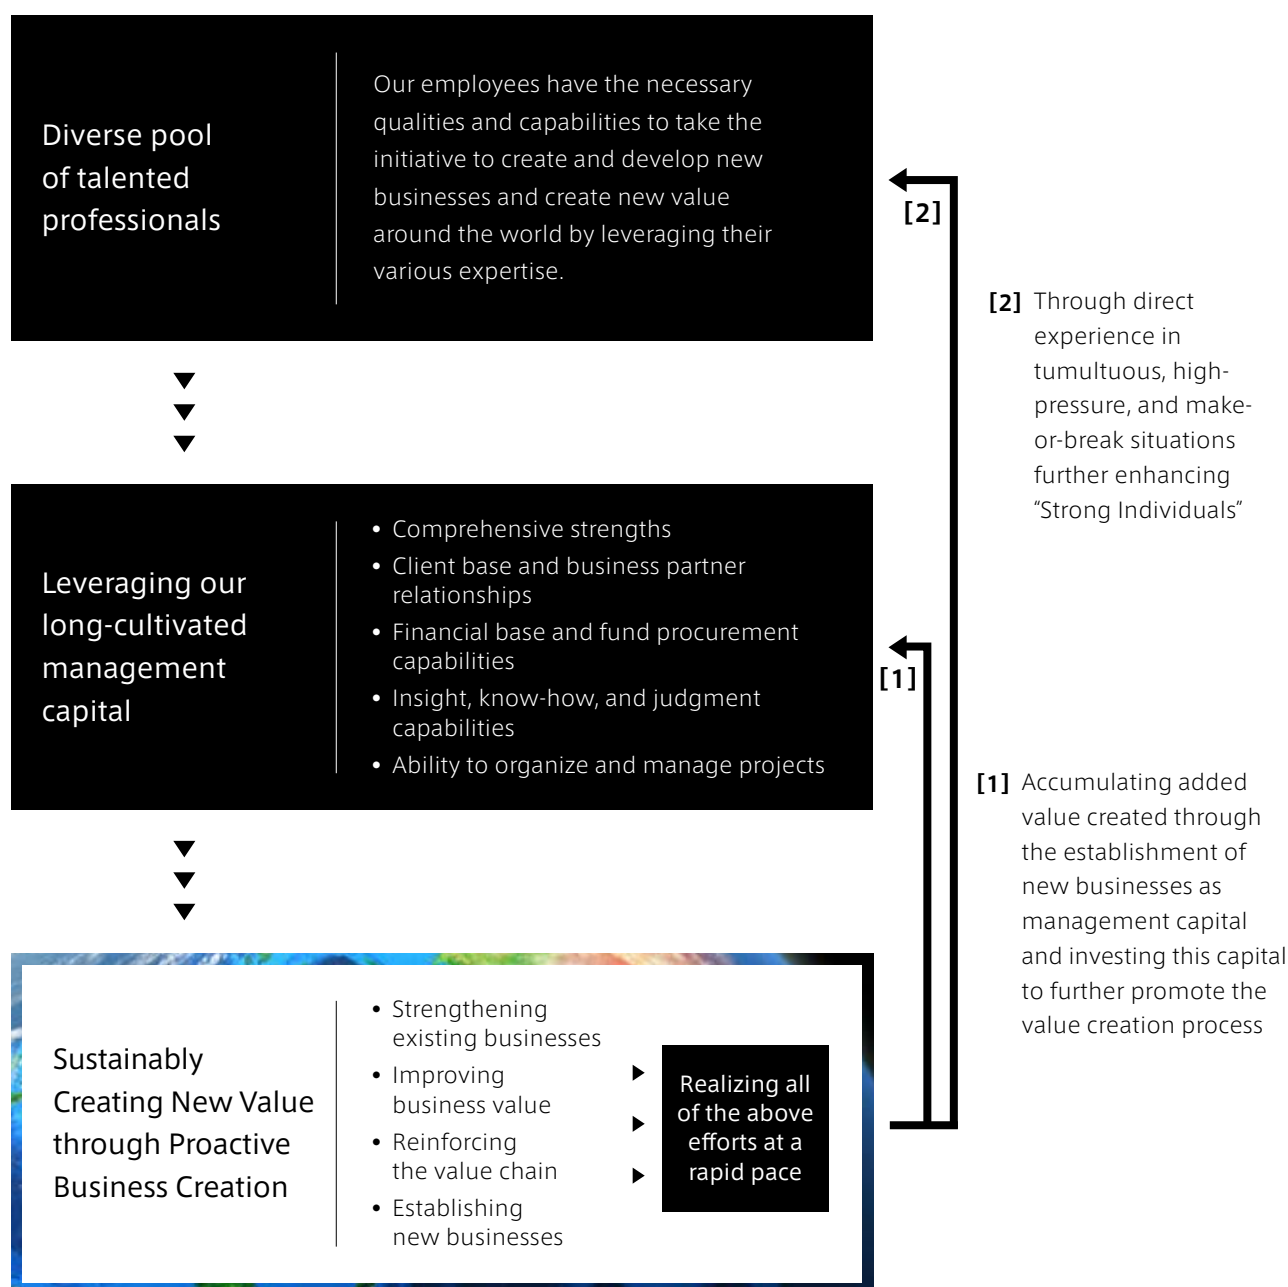 Diverse pool
of talented
professionals
Our employees have the necessary
qualities and capabilities to take the
initiative to create and develop new
businesses and create new value
around the world by leveraging their
various expertise.
[2]
[2] Through direct
experience in
tumultuous, high-
pressure, and make-
or-break situations
further enhancing
“Strong Individuals”
Leveraging our
long-cultivated
management
capital
• Comprehensive strengths
• Client base and business partner
relationships
• Financial base and fund procurement
capabilities
• Insight, know-how, and judgment
capabilities
• Ability to organize and manage projects
[1]
[1] Accumulating added
value created through
the establishment of
new businesses as
management capital
and investing this capital
to further promote the
value creation process
Sustainably
Creating New Value
through Proactive
Business Creation
• Strengthening
existing businesses
• Improving
business value
• Reinforcing
the value chain
• Establishing
new businesses
Realizing all
of the above
efforts at a
rapid pace